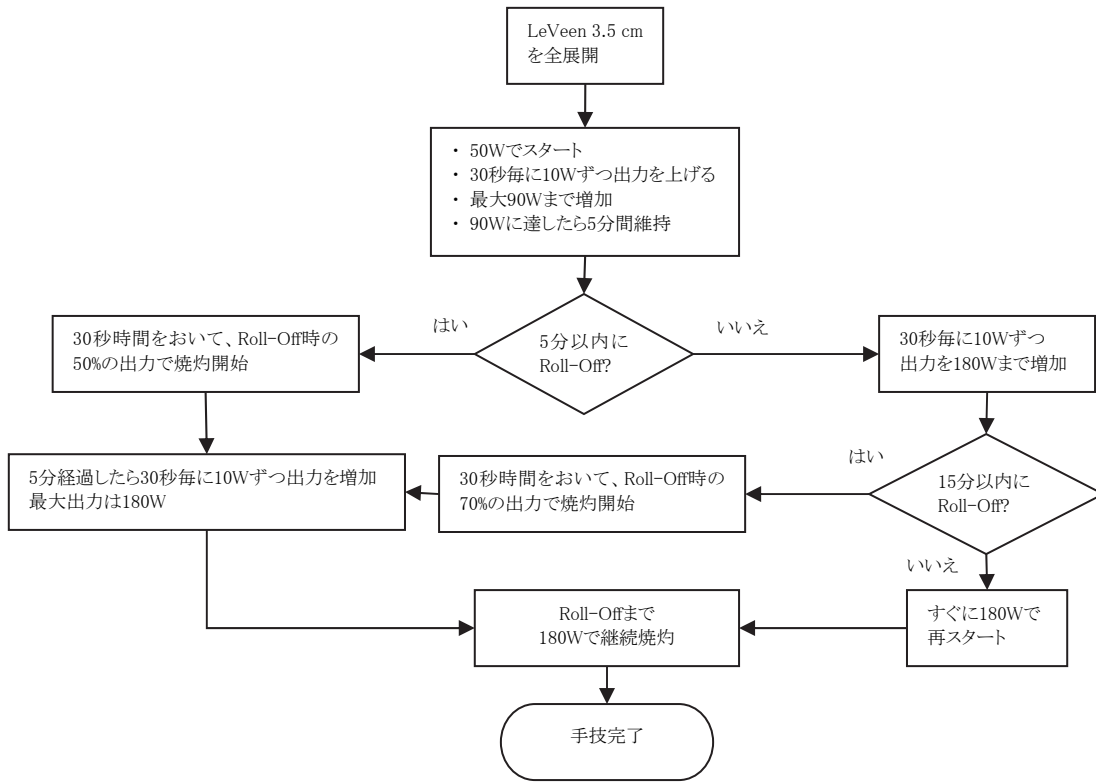 LeVeen 3.5 cm
を全展開
・ 50Wでスタート
・ 30秒毎に10Wずつ出力を上げる
・ 最大90Wまで増加
・ 90Wに達したら5分間維持
はい
いいえ
5分以内に
Roll-Off?
30秒時間をおいて、Roll-Off時の
50%の出力で焼灼開始
30秒毎に10Wずつ
出力を180Wまで増加
5分経過したら30秒毎に10Wずつ出力を増加
最大出力は180W
30秒時間をおいて、Roll-Off時の
70%の出力で焼灼開始
はい
15分以内に
Roll-Off?
いいえ
Roll-Offまで
180Wで継続焼灼
すぐに180Wで
再スタート
手技完了